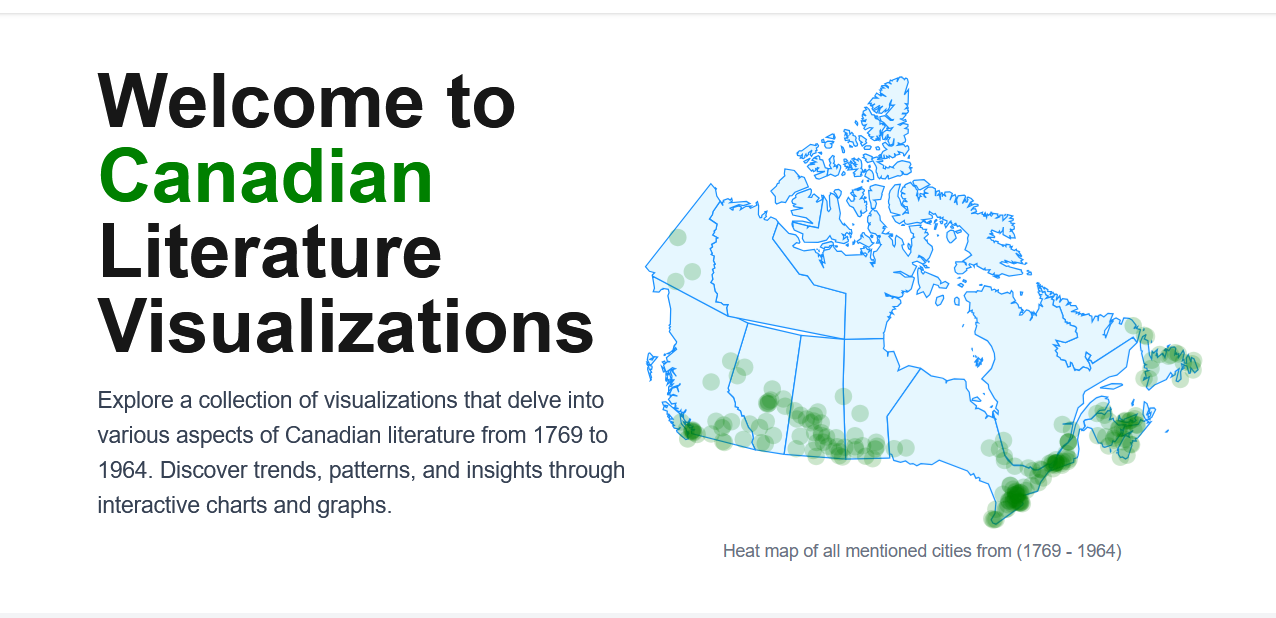 Welcome to
Canadian
Literature
Visualizations
Explore a collection of visualizations that delve into
various aspects of Canadian literature from 1769 to
1964. Discover trends, patterns, and insights through
interactive charts and graphs.
Heat map of all mentioned cities from (1769 - 1964)